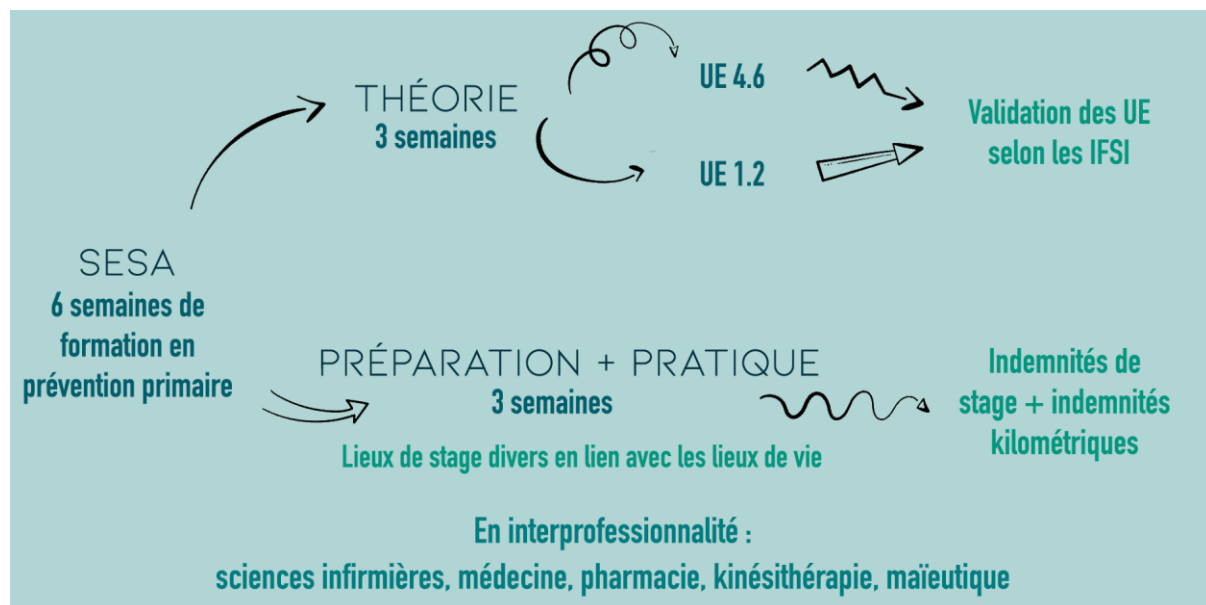 THÉORIE
3 semaines
UE 4.6
UE 1.2
Validation des UE
selon les IFSI
SESA
6 semaines de
formation en
prévention primaire
PRÉPARATION + PRATIQUE
3 semaines
Lieux de stage divers en lien avec les lieux de vie
Indemnités de
stage + indemnités
kilométriques
En interprofessionnalité :
sciences infirmières, médecine, pharmacie, kinésithérapie, maïeutique